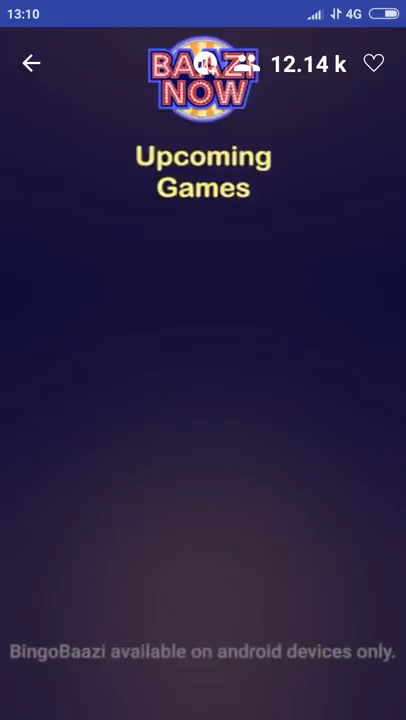 13:10 4G
BAAZI
NOW
12.14 k
Upcoming
Games
BingoBaazi available on android devices only.